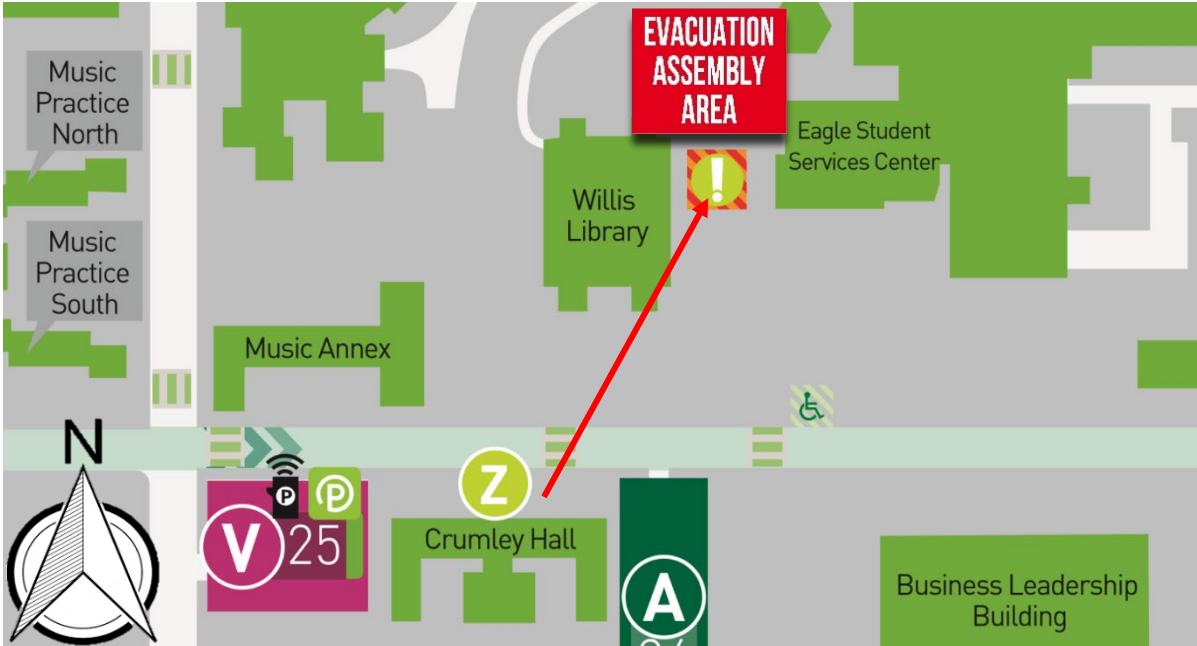 EVACUATION
ASSEMBLY
AREA
!
Music
Practice
North
Eagle Student
Services Center
Willis
Library
Music
Practice
South
Music Annex
N
P
P
Z
V 25
Crumley Hall
A
Business Leadership
Building